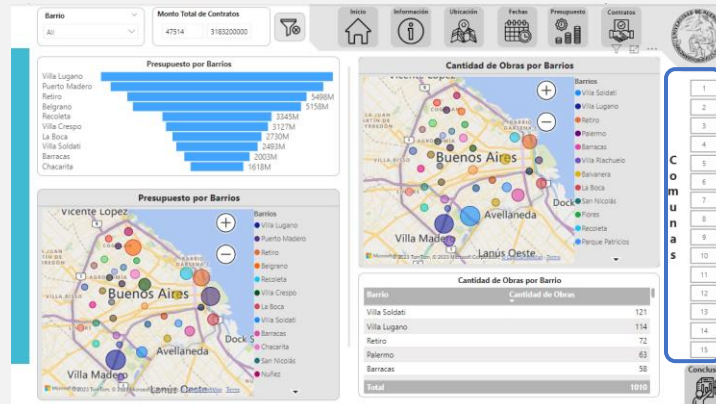 Barrio
All
Monto Total de Contratos
47514 3183200000
Inicio
Información
Ubicación
Fechas
Presupuesto
Contratos
Presupuesto por Barrios
Villa Lugano
Puerto Madero
Retiro 5498M
Belgrano 5158M
Recoleta 3345M
Villa Crespo 3127M
La Boca 2730M
Villa Soldati 2493M
Barracas 2003M
Chacarita 1618M
Cantidad de Obras por Barrios
Buenos Aires
Avellaneda
Villa Madero
Lanús Oeste
Dock
Barrios
Villa Soldati
Villa Lugano
Retiro
Palermo
Barracas
Villa Riachuelo
Balvanera
La Boca
San Nicolás
Flores
Recoleta
Parque Patricios
Presupuesto por Barrios
Vicente López
Buenos Aires
Avellaneda
Villa Madero
Lanús Oeste
Dock S
Barrios
Villa Lugano
Puerto Madero
Retiro
Belgrano
Recoleta
Villa Crespo
La Boca
Villa Soldati
Barracas
Chacarita
San Nicolás
Nuñez
Cantidad de Obras por Barrio
Barrio Cantidad de Obras
Villa Soldati 121
Villa Lugano 114
Retiro 72
Palermo 63
Barracas 58
Total 1010
Comunas
1
2
3
4
5
6
7
8
9
10
11
12
13
14
15
Conclus